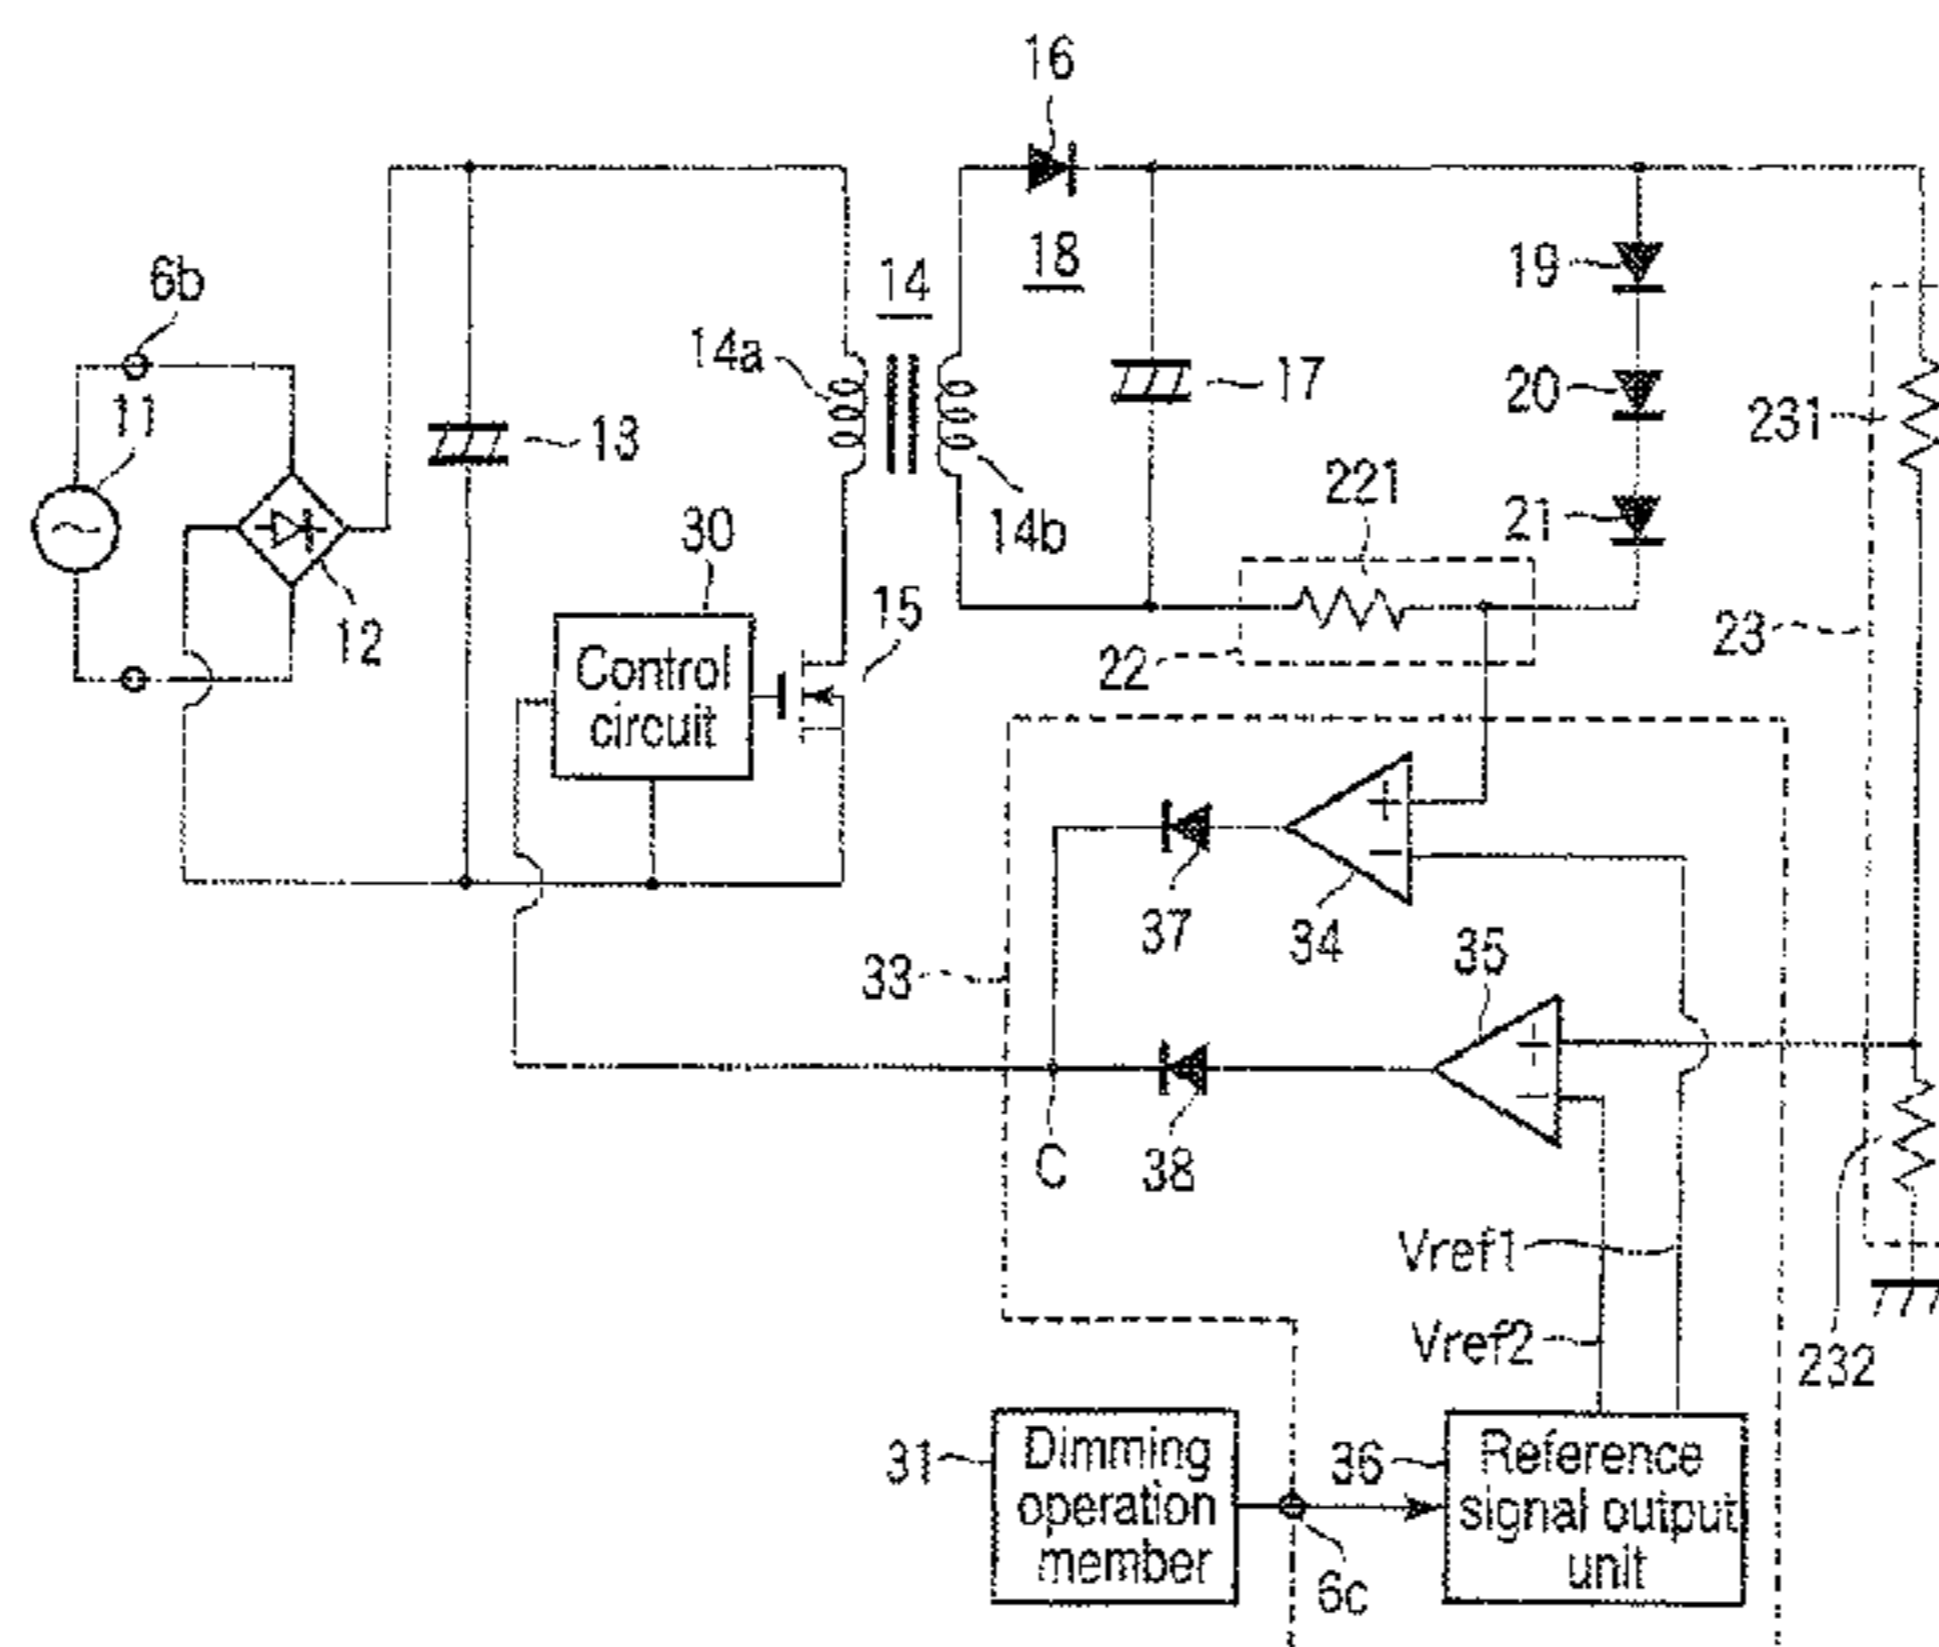 16
6b
14
18
19
14a
17
20
231
11
13
221
30
14b
21
12
15
Control
circuit
22
23
+
−
37
34
35
33
+
−
C
38
Vref1
Vref2
232
31
Dimming
operation
member
36
Reference
signal output
unit
6c